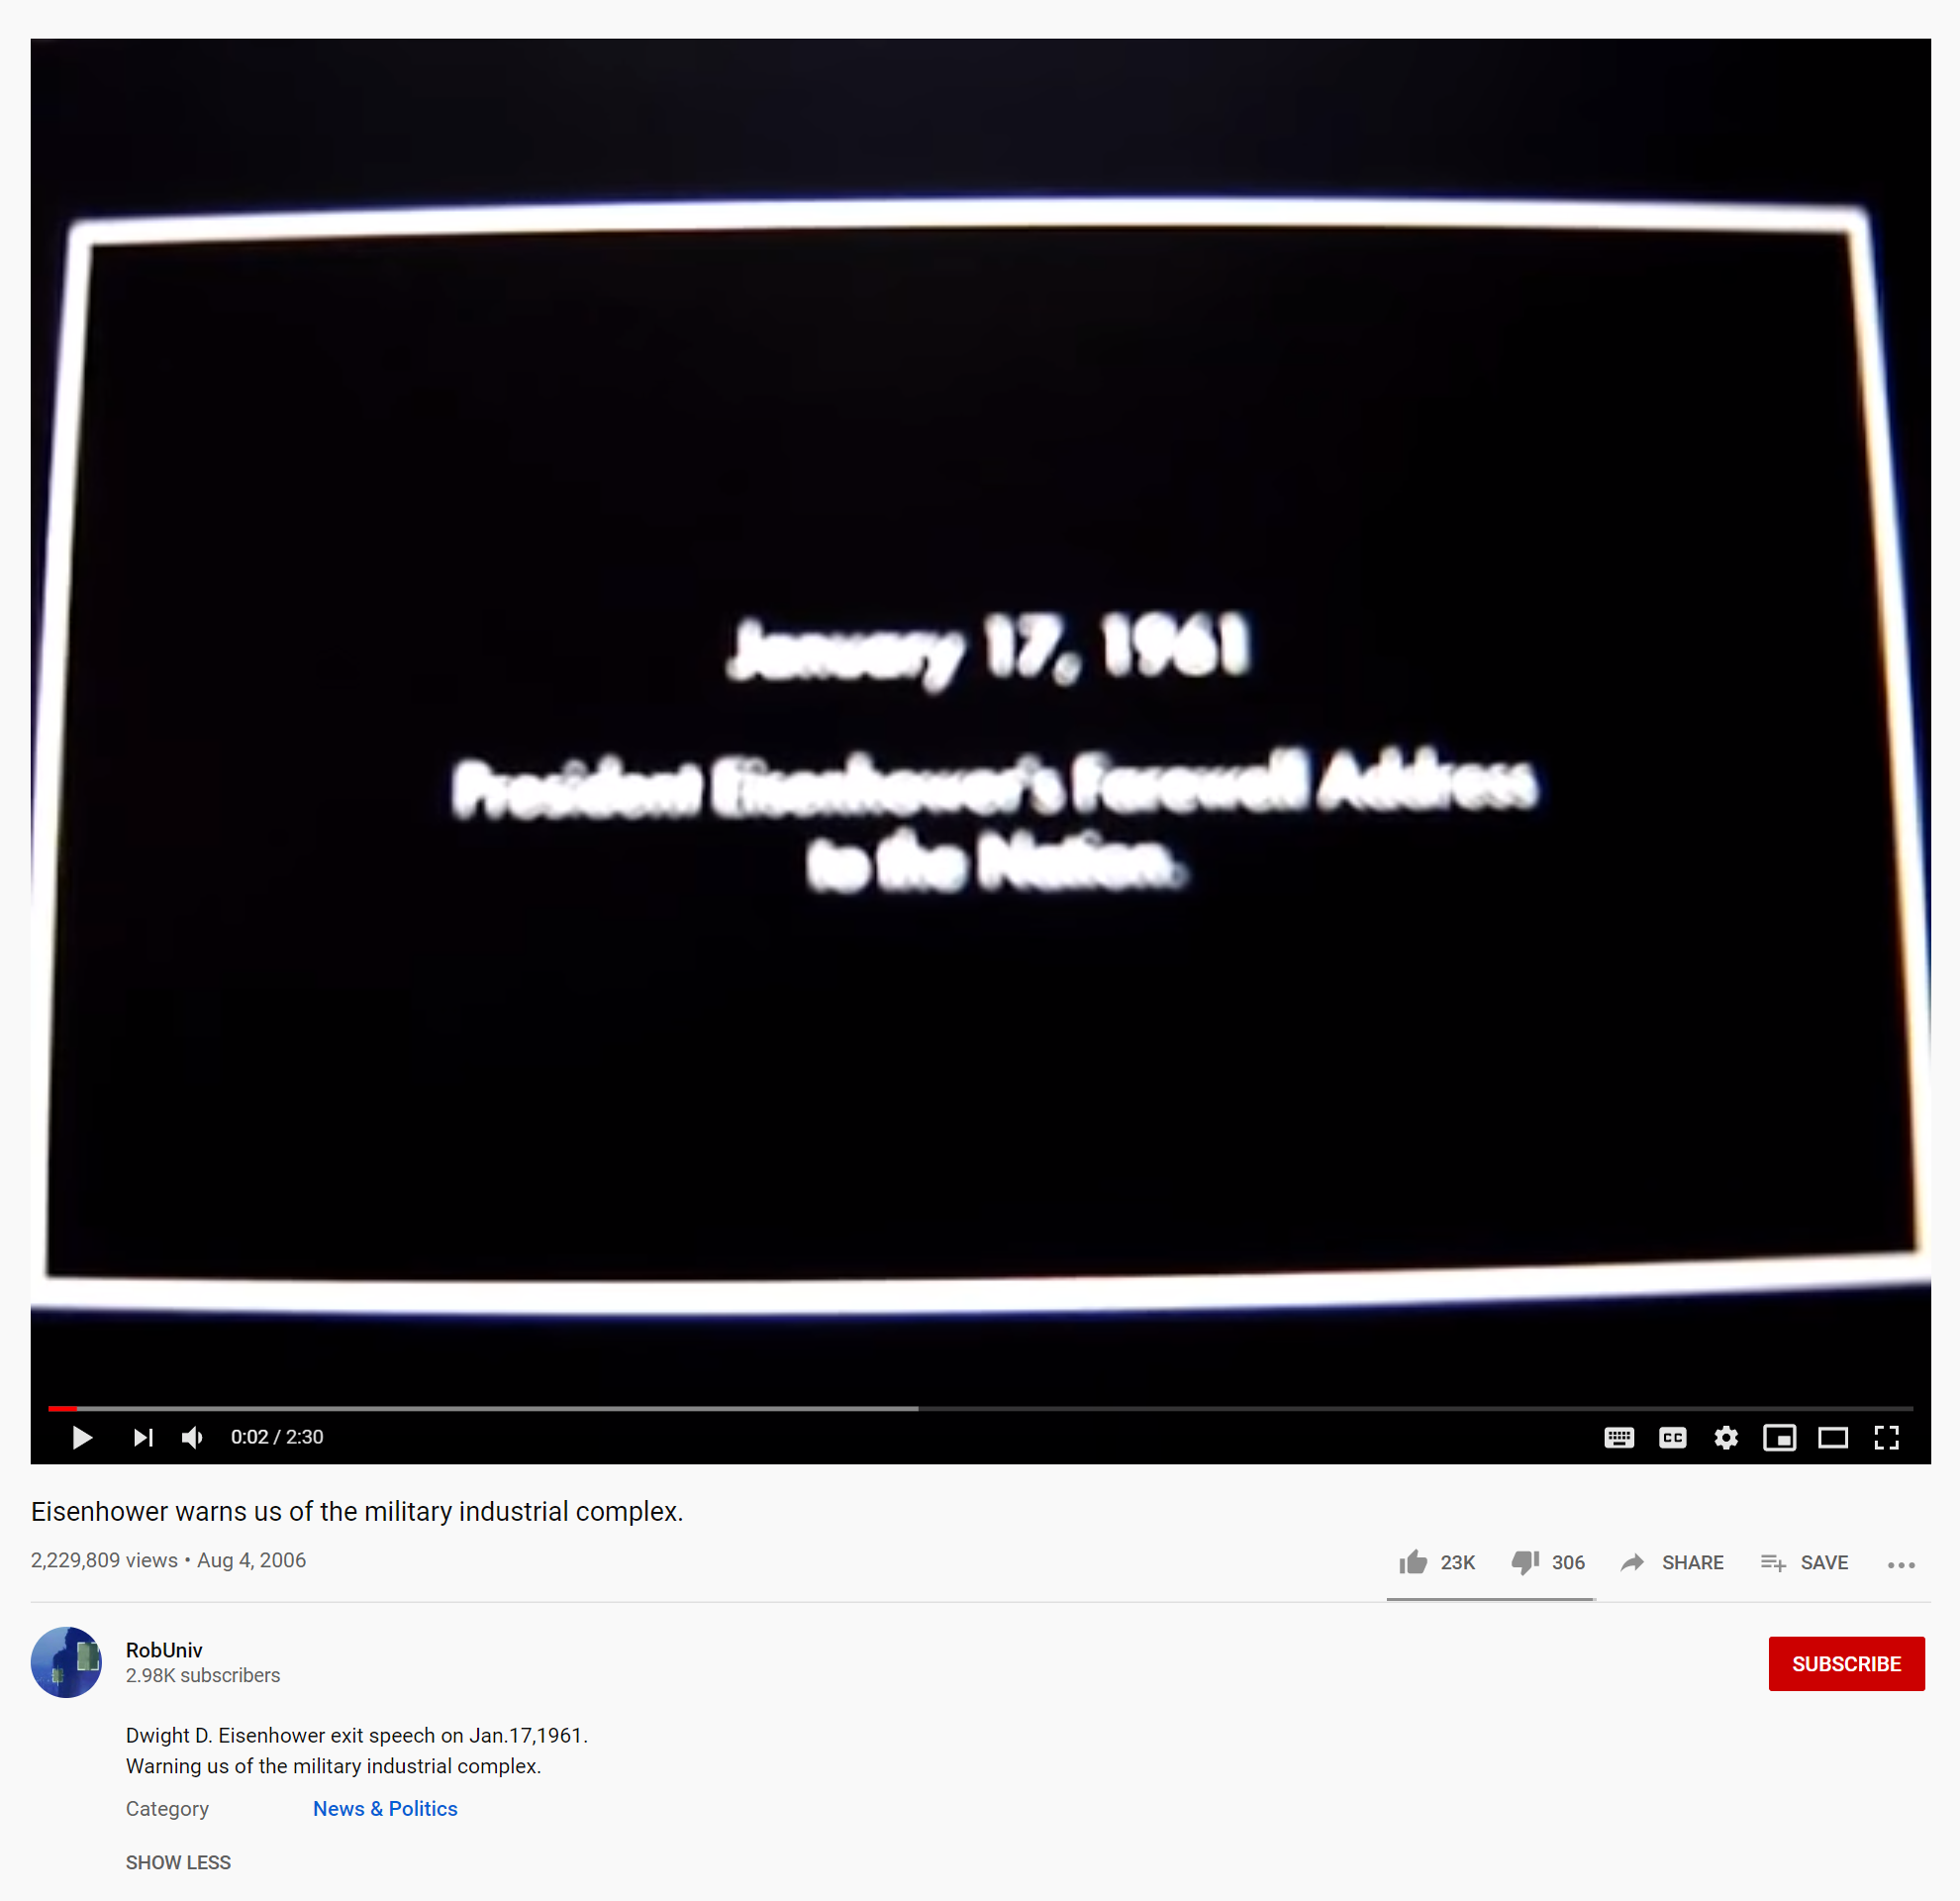 January 17, 1961
President Eisenhower's Farewell Address
to the Nation.
0:02 / 2:30
CC
Eisenhower warns us of the military industrial complex.
2,229,809 views • Aug 4, 2006
23K 306 SHARE SAVE
RobUniv
2.98K subscribers
SUBSCRIBE
Dwight D. Eisenhower exit speech on Jan.17,1961.
Warning us of the military industrial complex.
Category News & Politics
SHOW LESS